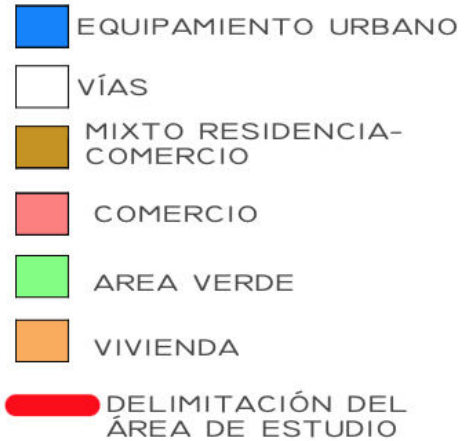 EQUIPAMIENTO URBANO
VÍAS
MIXTO RESIDENCIA-
COMERCIO
COMERCIO
AREA VERDE
VIVIENDA
DELIMITACIÓN DEL
ÁREA DE ESTUDIO